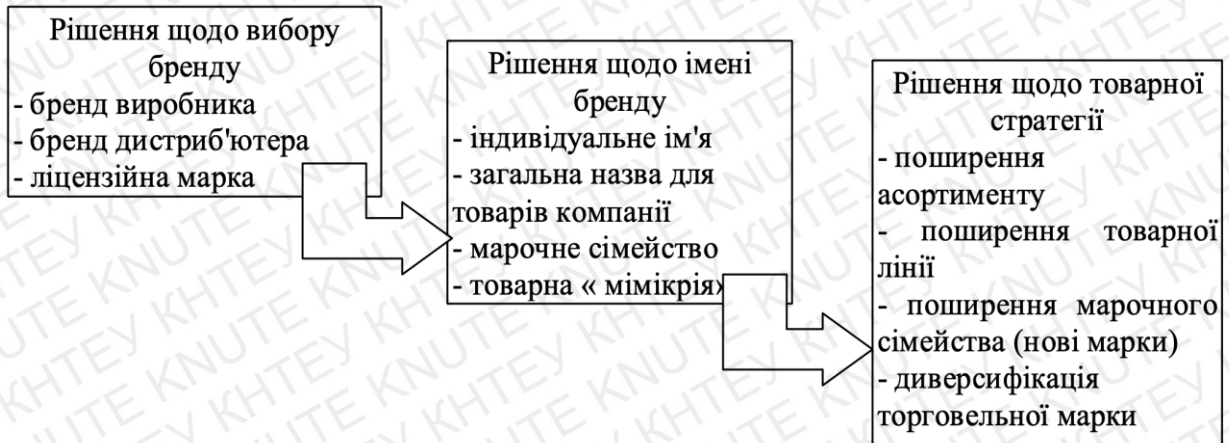 Рішення щодо вибору
бренду
- бренд виробника
- бренд дистриб'ютера
- ліцензійна марка
Рішення щодо імені
бренду
- індивідуальне ім'я
- загальна назва для
товарів компанії
- марочне сімейство
- товарна « мімікрія»
Рішення щодо товарної
стратегії
- поширення
асортименту
- поширення товарної
лінії
- поширення марочного
сімейства (нові марки)
- диверсифікація
торговельної марки